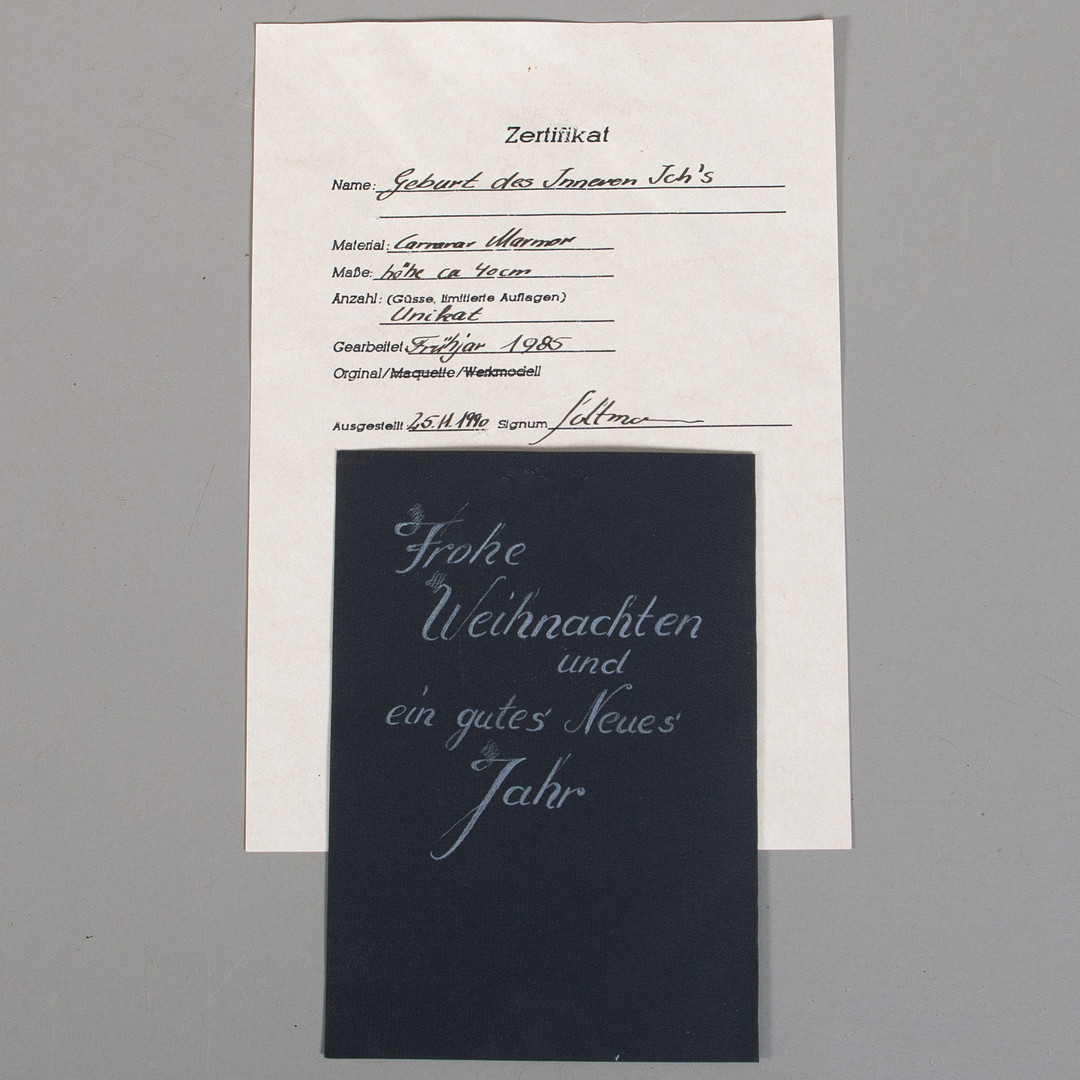 Zertifikat
Name: Geburt des Inneren Ich's
Material: Carrarar Marmor
Maße: höhe ca 40cm
Anzahl: (Güsse, limitierte Auflagen)
Unikat
Gearbeitet Frühjar 1985
Orginal/Maquette/Werkmodell
Ausgestellt 25.11.1990 Signum
Frohe
Weihnachten
und
ein gutes Neues
Jahr